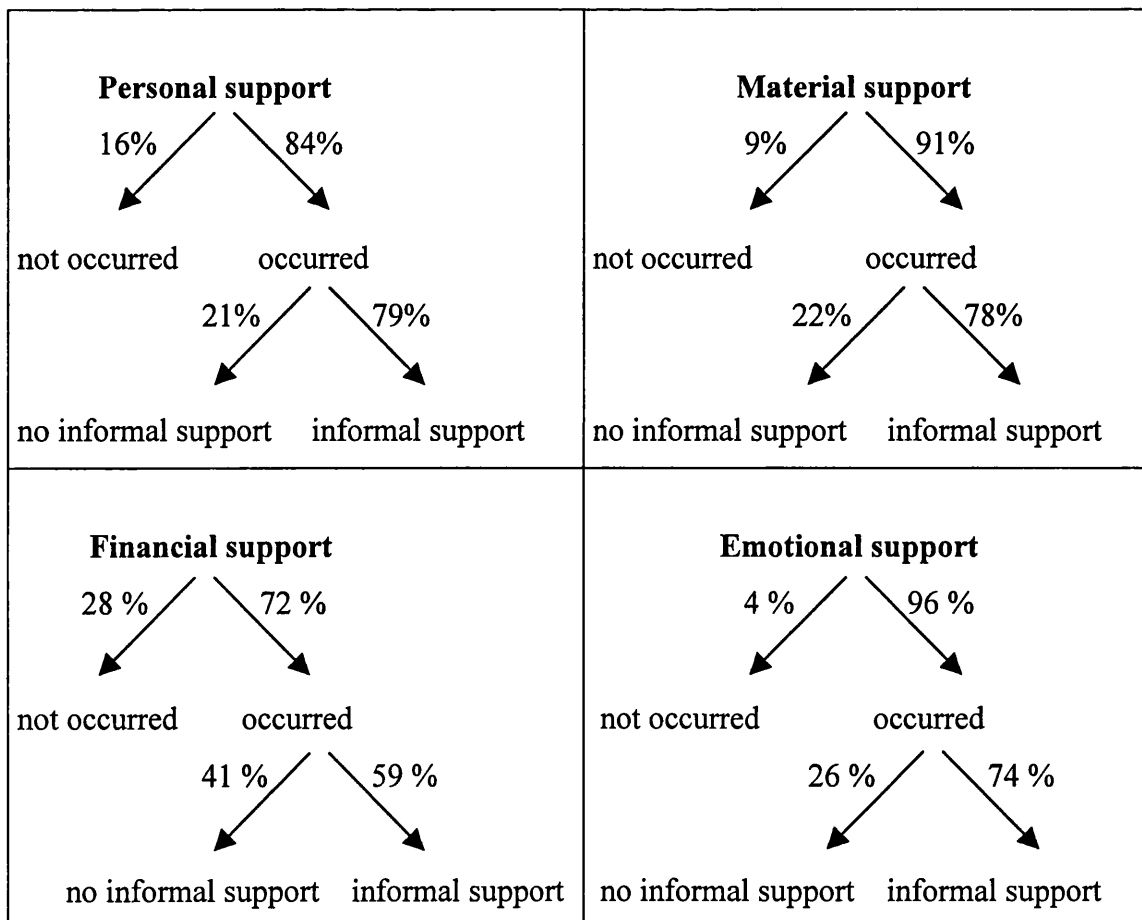 Personal support
16% 84%
not occurred occurred
21% 79%
no informal support informal support
Material support
9% 91%
not occurred occurred
22% 78%
no informal support informal support
Financial support
28 % 72 %
not occurred occurred
41 % 59 %
no informal support informal support
Emotional support
4 % 96 %
not occurred occurred
26 % 74 %
no informal support informal support